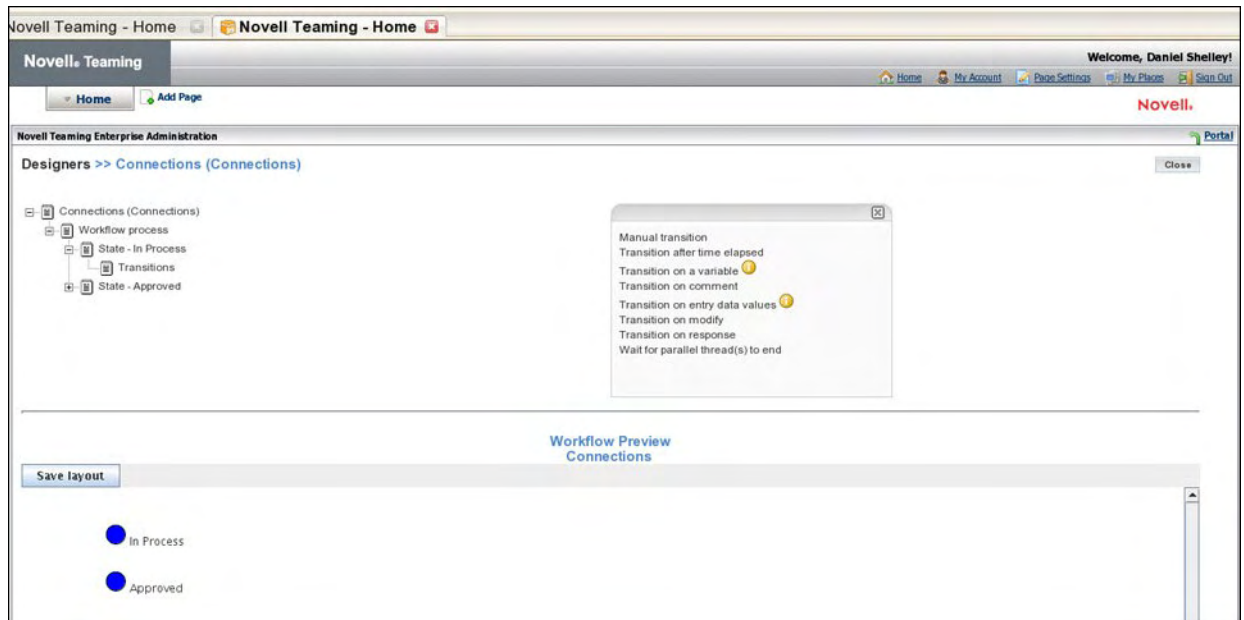 Novell Teaming - Home
Novell Teaming - Home
Novell. Teaming
Welcome, Daniel Shelley!
Home My Account Page Settings My Places Sign Out
Home Add Page
Novell.
Novell Teaming Enterprise Administration Portal
Designers >> Connections (Connections) Close
Connections (Connections)
Workflow process
State - In Process
Transitions
State - Approved
Manual transition
Transition after time elapsed
Transition on a variable
Transition on comment
Transition on entry data values
Transition on modify
Transition on response
Wait for parallel thread(s) to end
Workflow Preview
Connections
Save layout
In Process
Approved